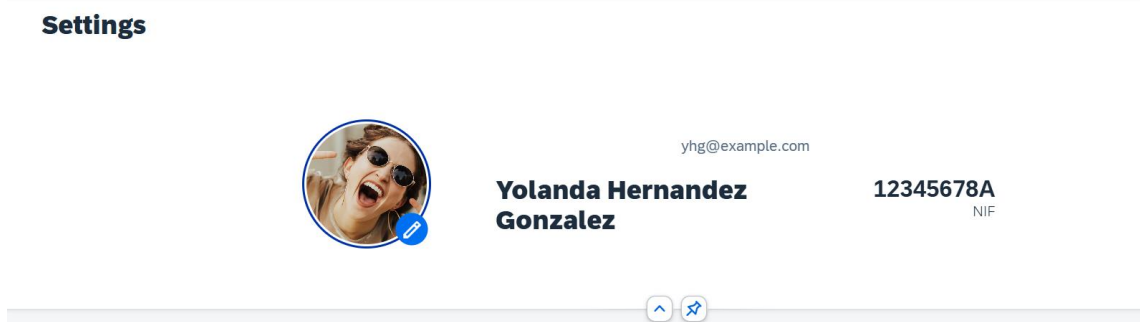 Settings
yhg@example.com
Yolanda Hernandez
Gonzalez
12345678A
NIF